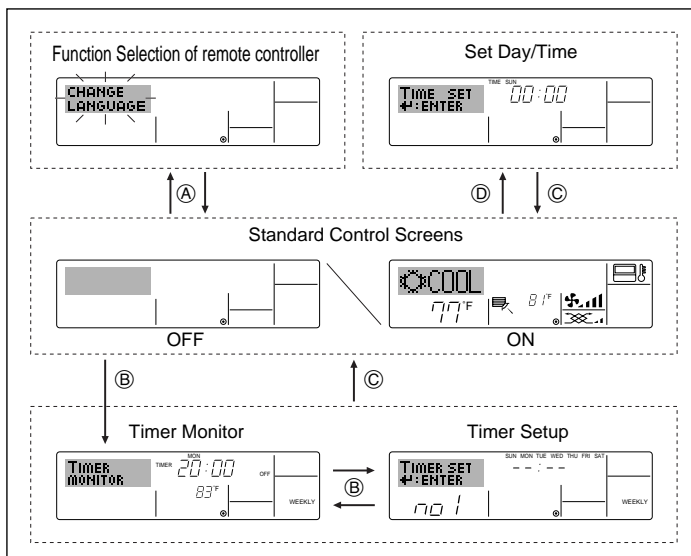 Function Selection of remote controller
CHANGE
LANGUAGE
Set Day/Time
TIME SUN
TIME SET
↵:ENTER
00:00
Ⓐ
Ⓓ
Ⓒ
Standard Control Screens
OFF
COOL
77°F
81°F
ON
Ⓑ
Ⓒ
Timer Monitor
TIMER
MONITOR
MON
TIMER 20:00 OFF
83°F
WEEKLY
Ⓑ
Timer Setup
SUN MON TUE WED THU FRI SAT
TIMER SET
↵:ENTER
--:--
no 1
WEEKLY